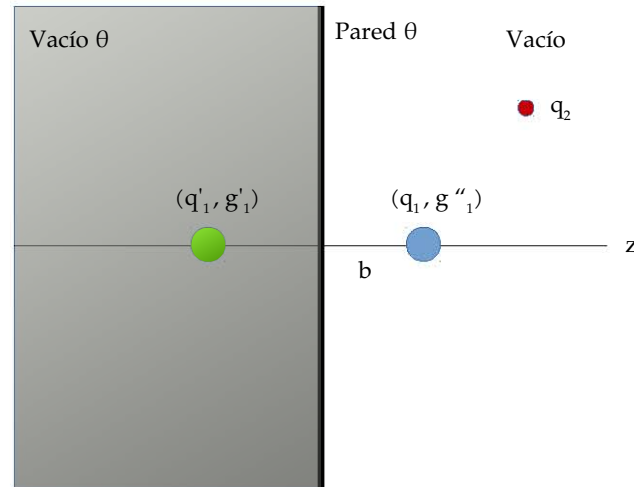 Vacío θ
Pared θ
Vacío
q₂
(q'₁, g'₁)
(q₁, g“₁)
b
z